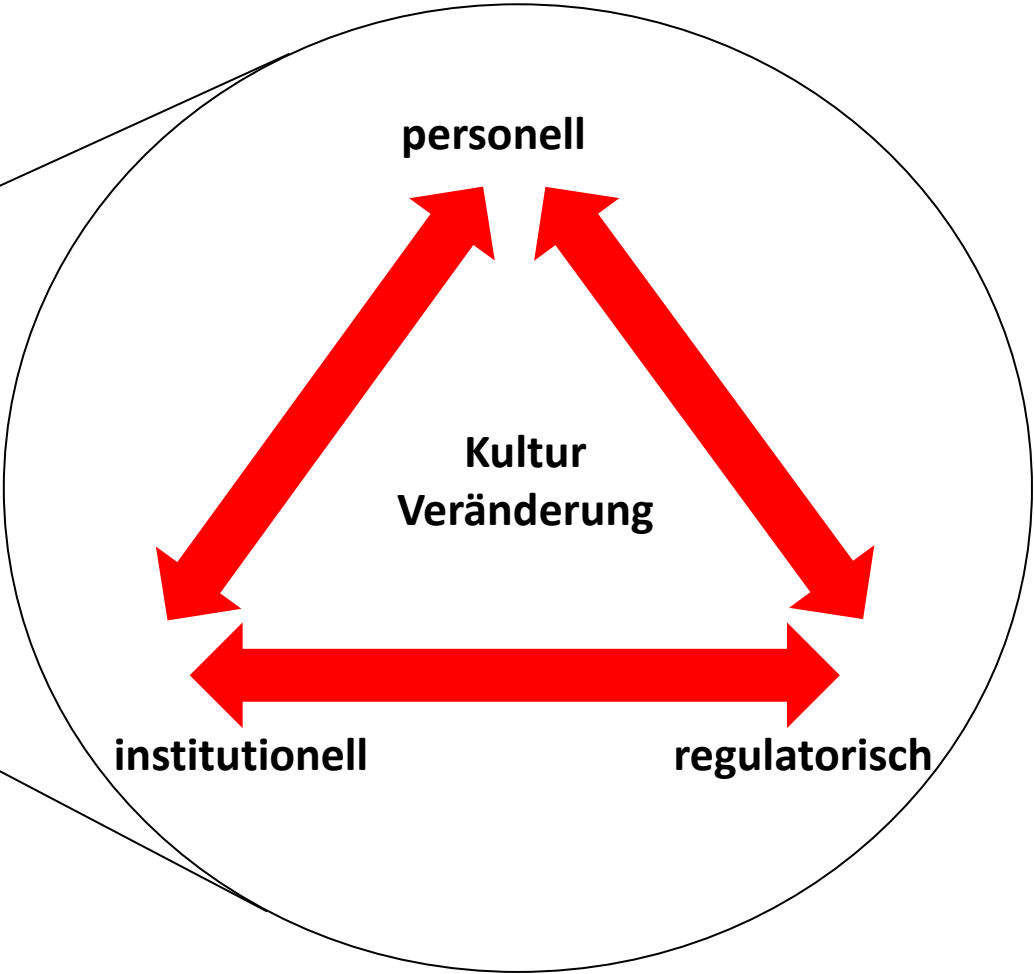 personell
Kultur
Veränderung
institutionell
regulatorisch